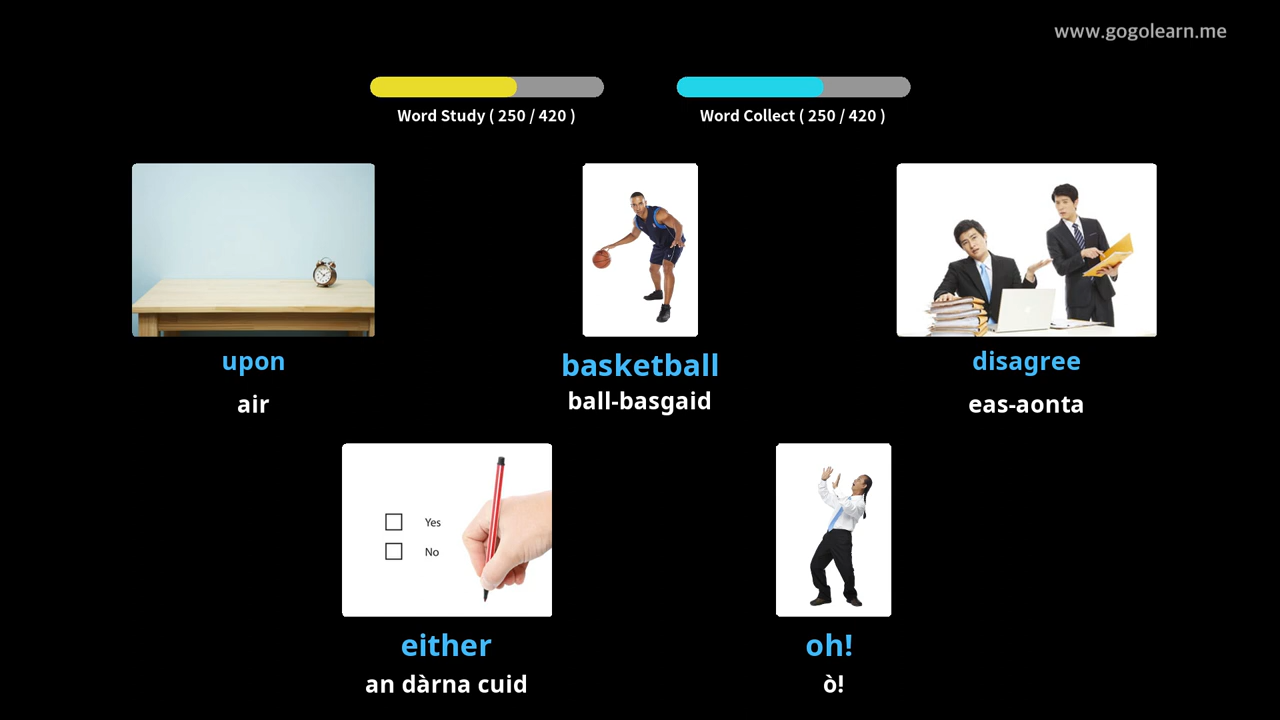 www.gogolearn.me
Word Study ( 250 / 420 )
Word Collect ( 250 / 420 )
upon
air
basketball
ball-basgaid
disagree
eas-aonta
Yes
No
either
an dàrna cuid
oh!
ò!